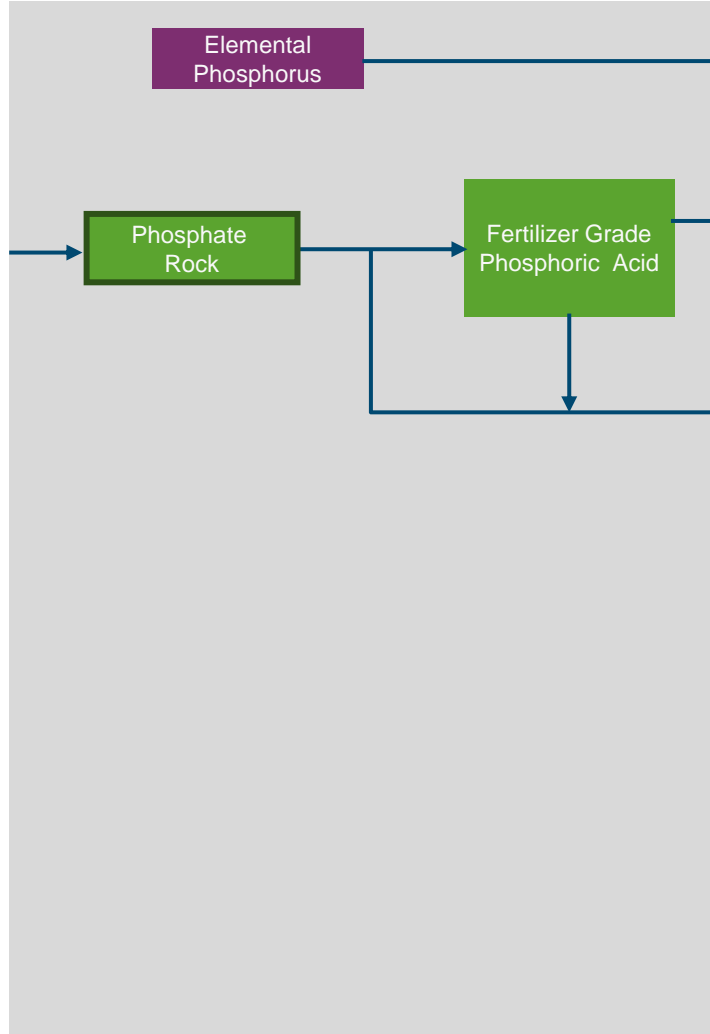 Elemental
Phosphorus
Phosphate
Rock
Fertilizer Grade
Phosphoric  Acid